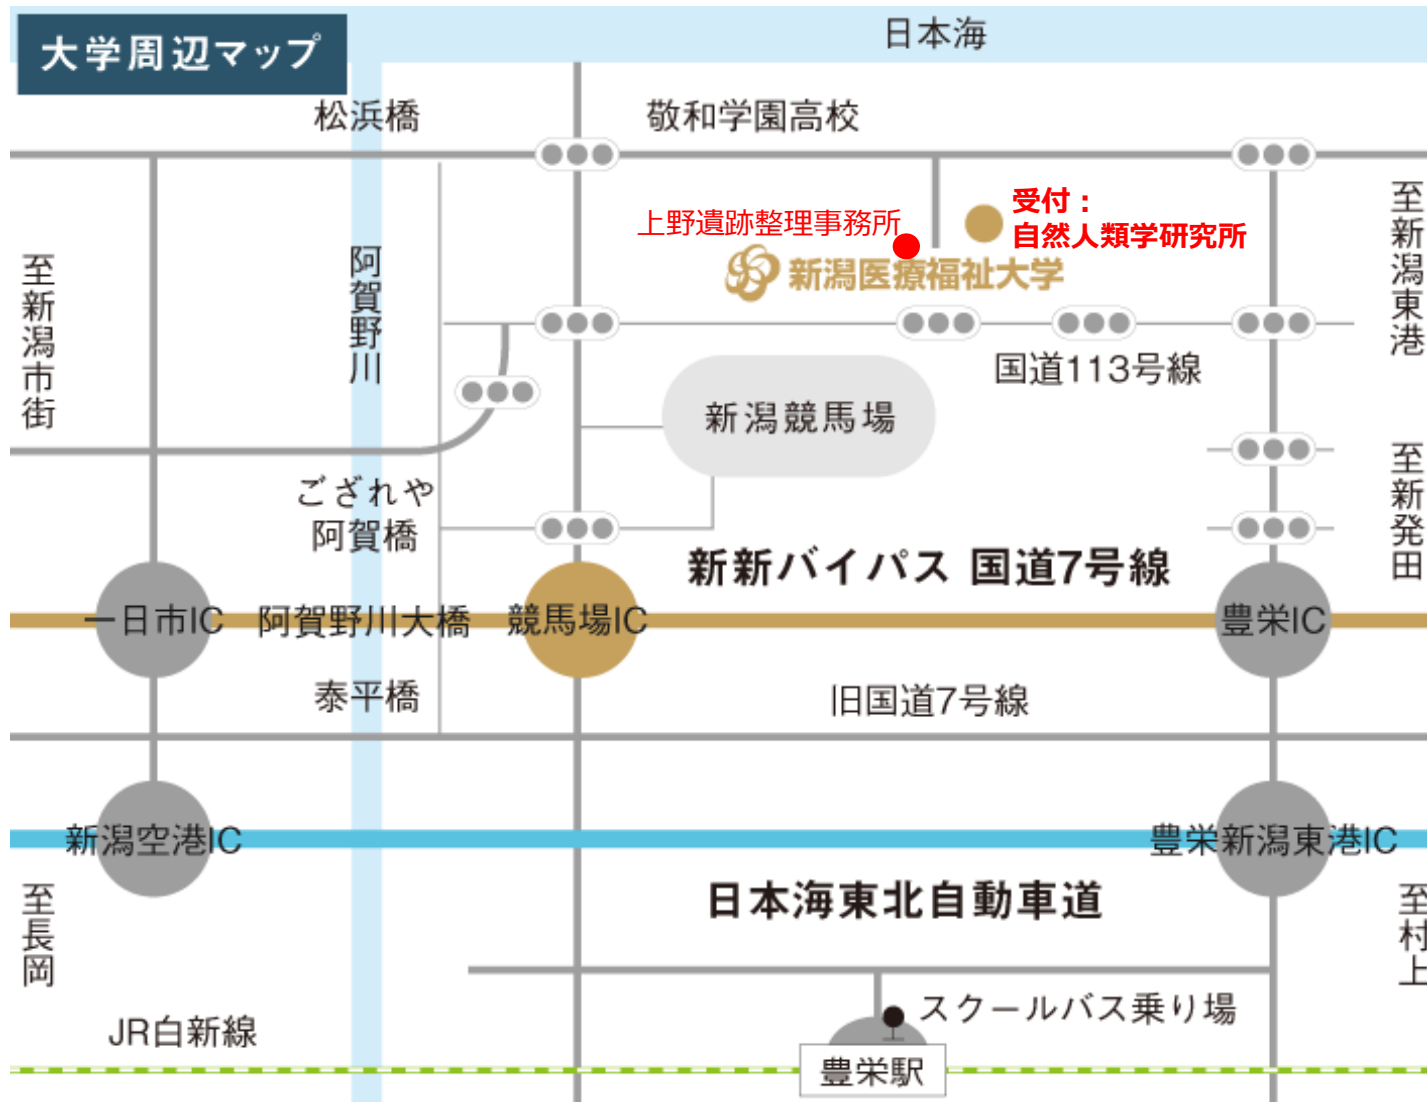 大学周辺マップ
日本海
松浜橋
敬和学園高校
上野遺跡整理事務所
受付：
自然人類学研究所
新潟医療福祉大学
至新潟東港
至新潟市街
阿賀野川
国道113号線
新潟競馬場
ござれや
阿賀橋
至新発田
新新バイパス 国道7号線
一日市IC
阿賀野川大橋
競馬場IC
豊栄IC
泰平橋
旧国道7号線
新潟空港IC
豊栄新潟東港IC
日本海東北自動車道
至長岡
至村上
スクールバス乗り場
JR白新線
豊栄駅